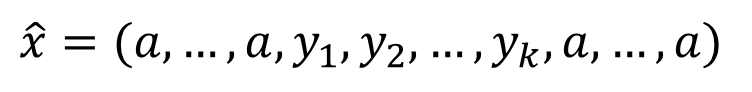 x̂ = (a, … , a, y₁, y₂, … , yₖ, a, … , a)